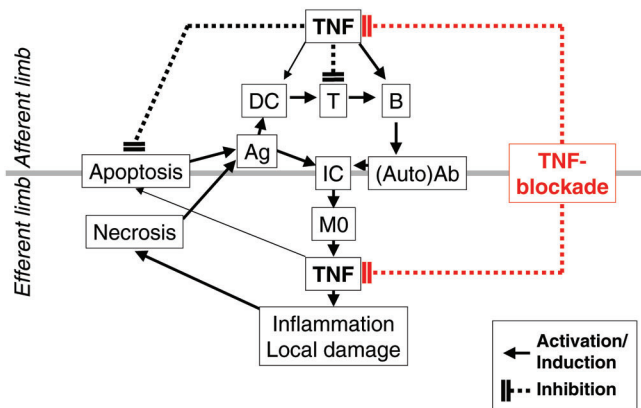 TNF
DC
T
B
Afferent limb
Ag
Apoptosis
IC
(Auto)Ab
TNF-
blockade
Efferent limb
Necrosis
M0
TNF
Inflammation
Local damage
Activation/
Induction
Inhibition